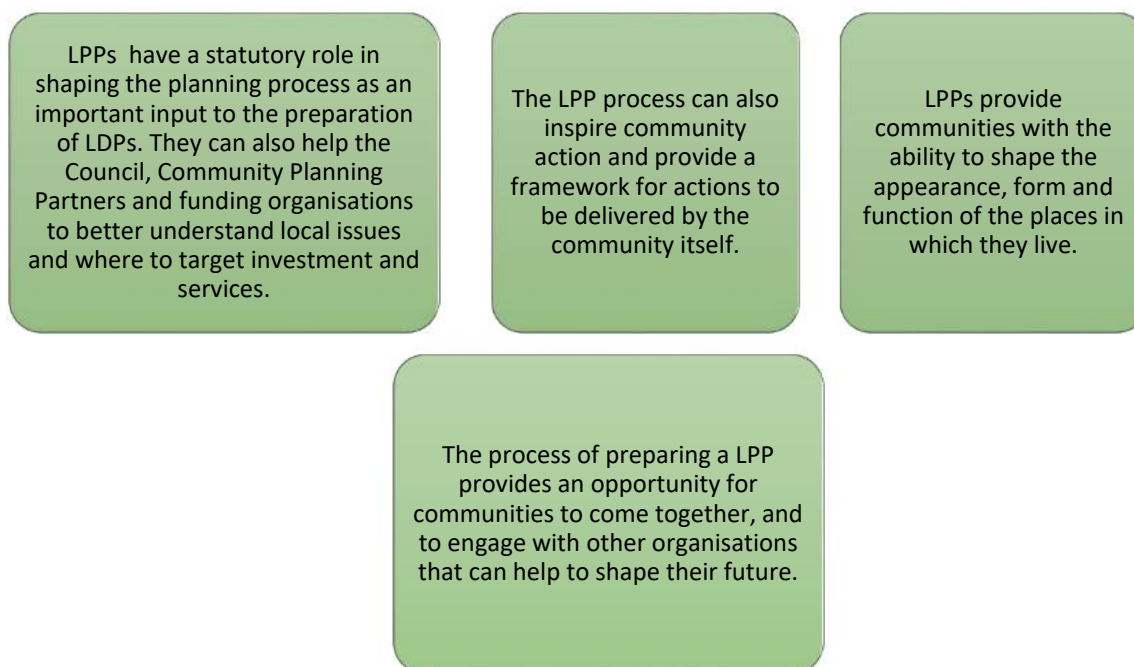 LPPs  have a statutory role in
shaping the planning process as an
important input to the preparation
of LDPs. They can also help the
Council, Community Planning
Partners and funding organisations
to better understand local issues
and where to target investment and
services.
The LPP process can also
inspire community
action and provide a
framework for actions to
be delivered by the
community itself.
LPPs provide
communities with the
ability to shape the
appearance, form and
function of the places in
which they live.
The process of preparing a LPP
provides an opportunity for
communities to come together, and
to engage with other organisations
that can help to shape their future.